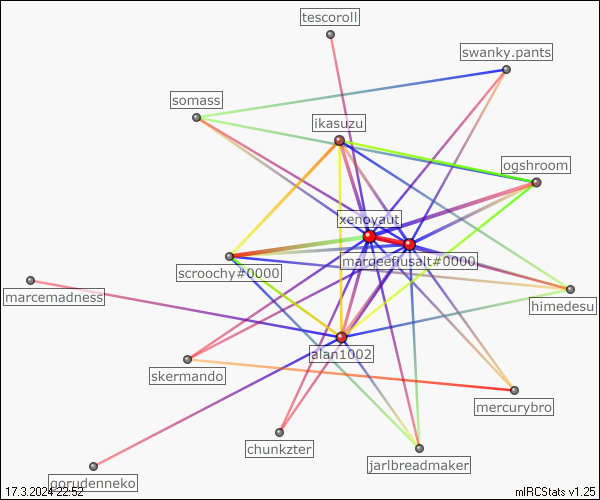 tescoroll
swanky.pants
somass
ikasuzu
ogshroom
xenoyaut
marqeefiusalt#0000
scroochy#0000
marcemadness
himedesu
alan1002
skermando
mercurybro
chunkzter
jarlbreadmaker
gorudenneko
17.3.2024 22:52
mIRCStats v1.25